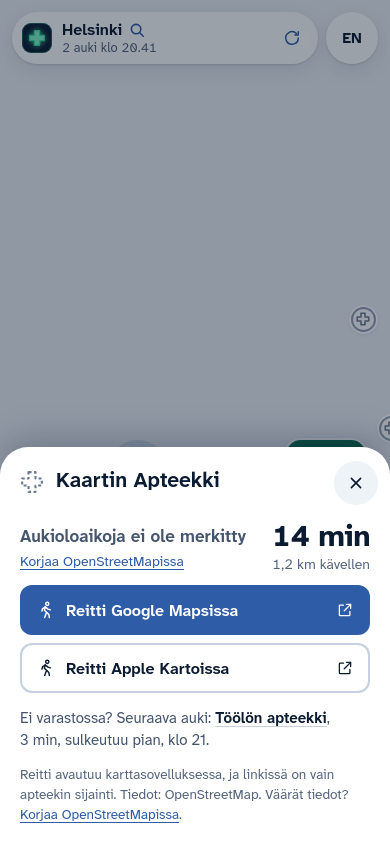 Helsinki
2 auki klo 20.41
EN
Kaartin Apteekki
Aukioloaikoja ei ole merkitty
Korjaa OpenStreetMapissa
14 min
1,2 km kävellen
Reitti Google Mapsissa
Reitti Apple Kartoissa
Ei varastossa? Seuraava auki: Töölön apteekki,
3 min, sulkeutuu pian, klo 21.
Reitti avautuu karttasovelluksessa, ja linkissä on vain
apteekin sijainti. Tiedot: OpenStreetMap. Väärät tiedot?
Korjaa OpenStreetMapissa.